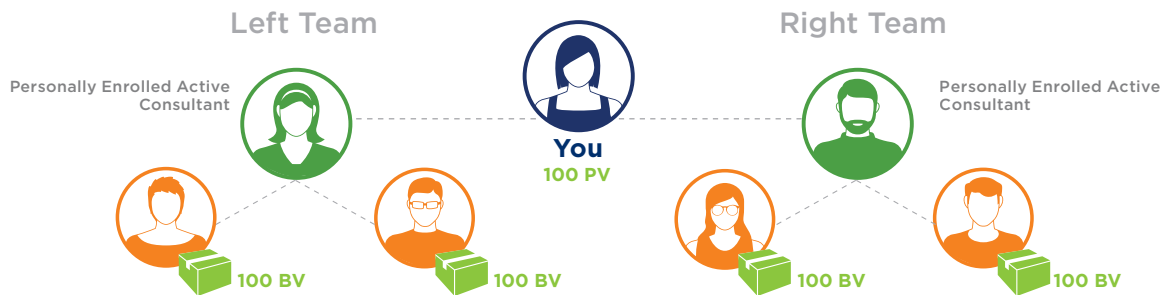 Left Team
Right Team
Personally Enrolled Active
Consultant
Personally Enrolled Active
Consultant
You
100 PV
100 BV
100 BV
100 BV
100 BV